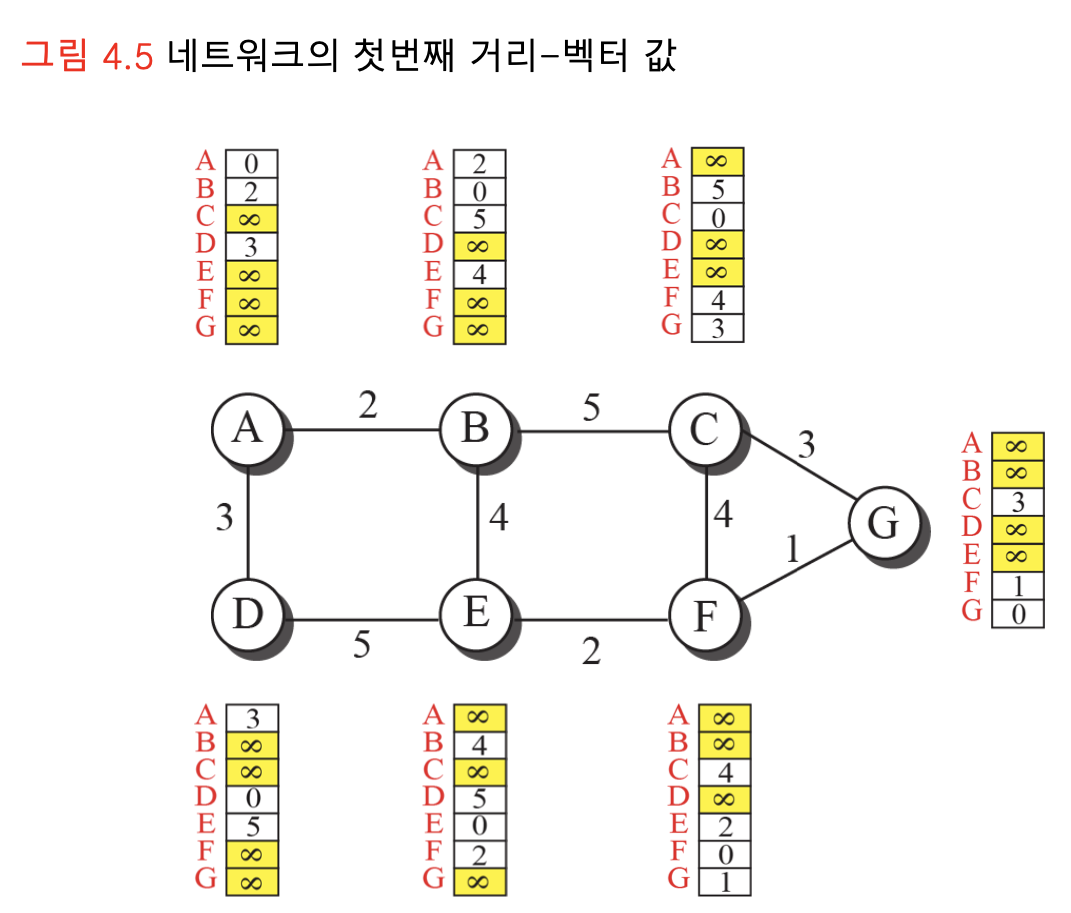 그림 4.5 네트워크의 첫번째 거리-벡터 값
A 0
B 2
C ∞
D 3
E ∞
F ∞
G ∞
A 2
B 0
C 5
D ∞
E 4
F ∞
G ∞
A ∞
B 5
C 0
D ∞
E ∞
F 4
G 3
A 2 B 5 C
3
3 4 4 G
1
D 5 E 2 F
A ∞
B ∞
C 3
D ∞
E ∞
F 1
G 0
A 3
B ∞
C ∞
D 0
E 5
F ∞
G ∞
A ∞
B 4
C ∞
D 5
E 0
F 2
G ∞
A ∞
B ∞
C 4
D ∞
E 2
F 0
G 1